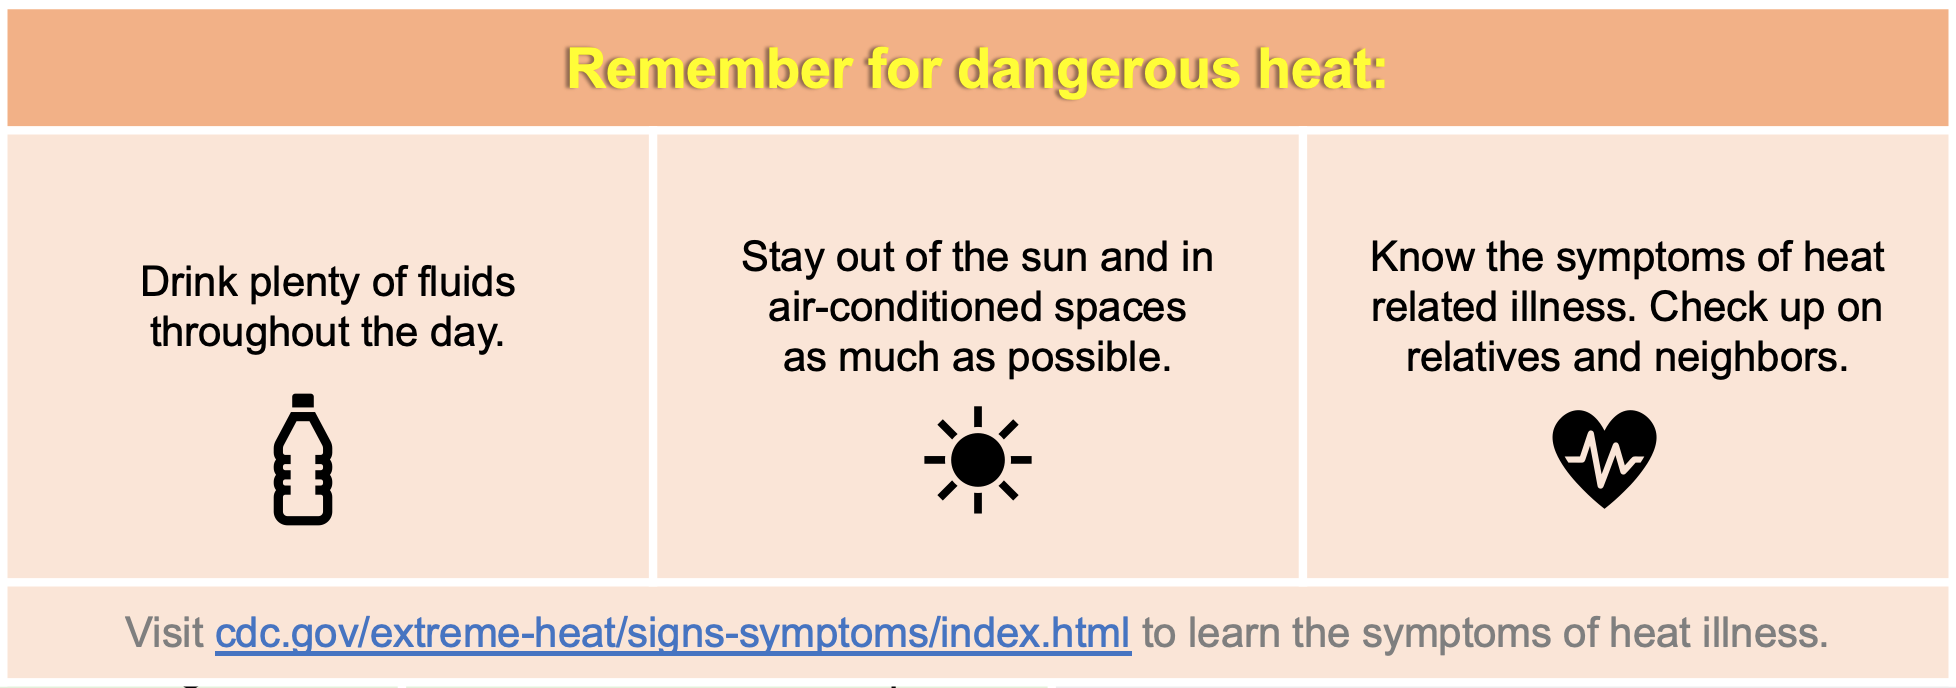 Remember for dangerous heat:
Drink plenty of fluids
throughout the day.
Stay out of the sun and in
air-conditioned spaces
as much as possible.
Know the symptoms of heat
related illness. Check up on
relatives and neighbors.
Visit cdc.gov/extreme-heat/signs-symptoms/index.html to learn the symptoms of heat illness.